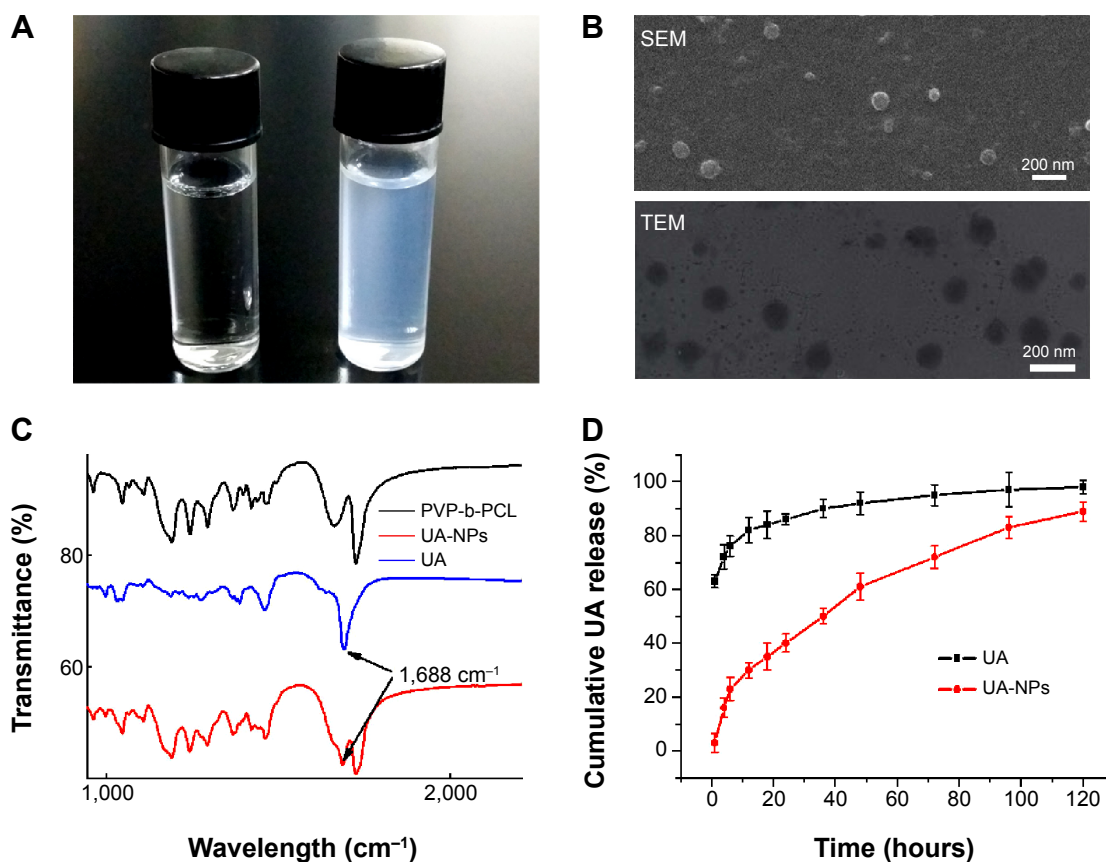 A
B
SEM
200 nm
TEM
200 nm
C
PVP-b-PCL
UA-NPs
UA
80
60
1,688 cm⁻¹
Transmittance (%)
1,000
2,000
Wavelength (cm⁻¹)
D
100
80
60
40
20
0
UA
UA-NPs
Cumulative UA release (%)
0
20
40
60
80
100
120
Time (hours)